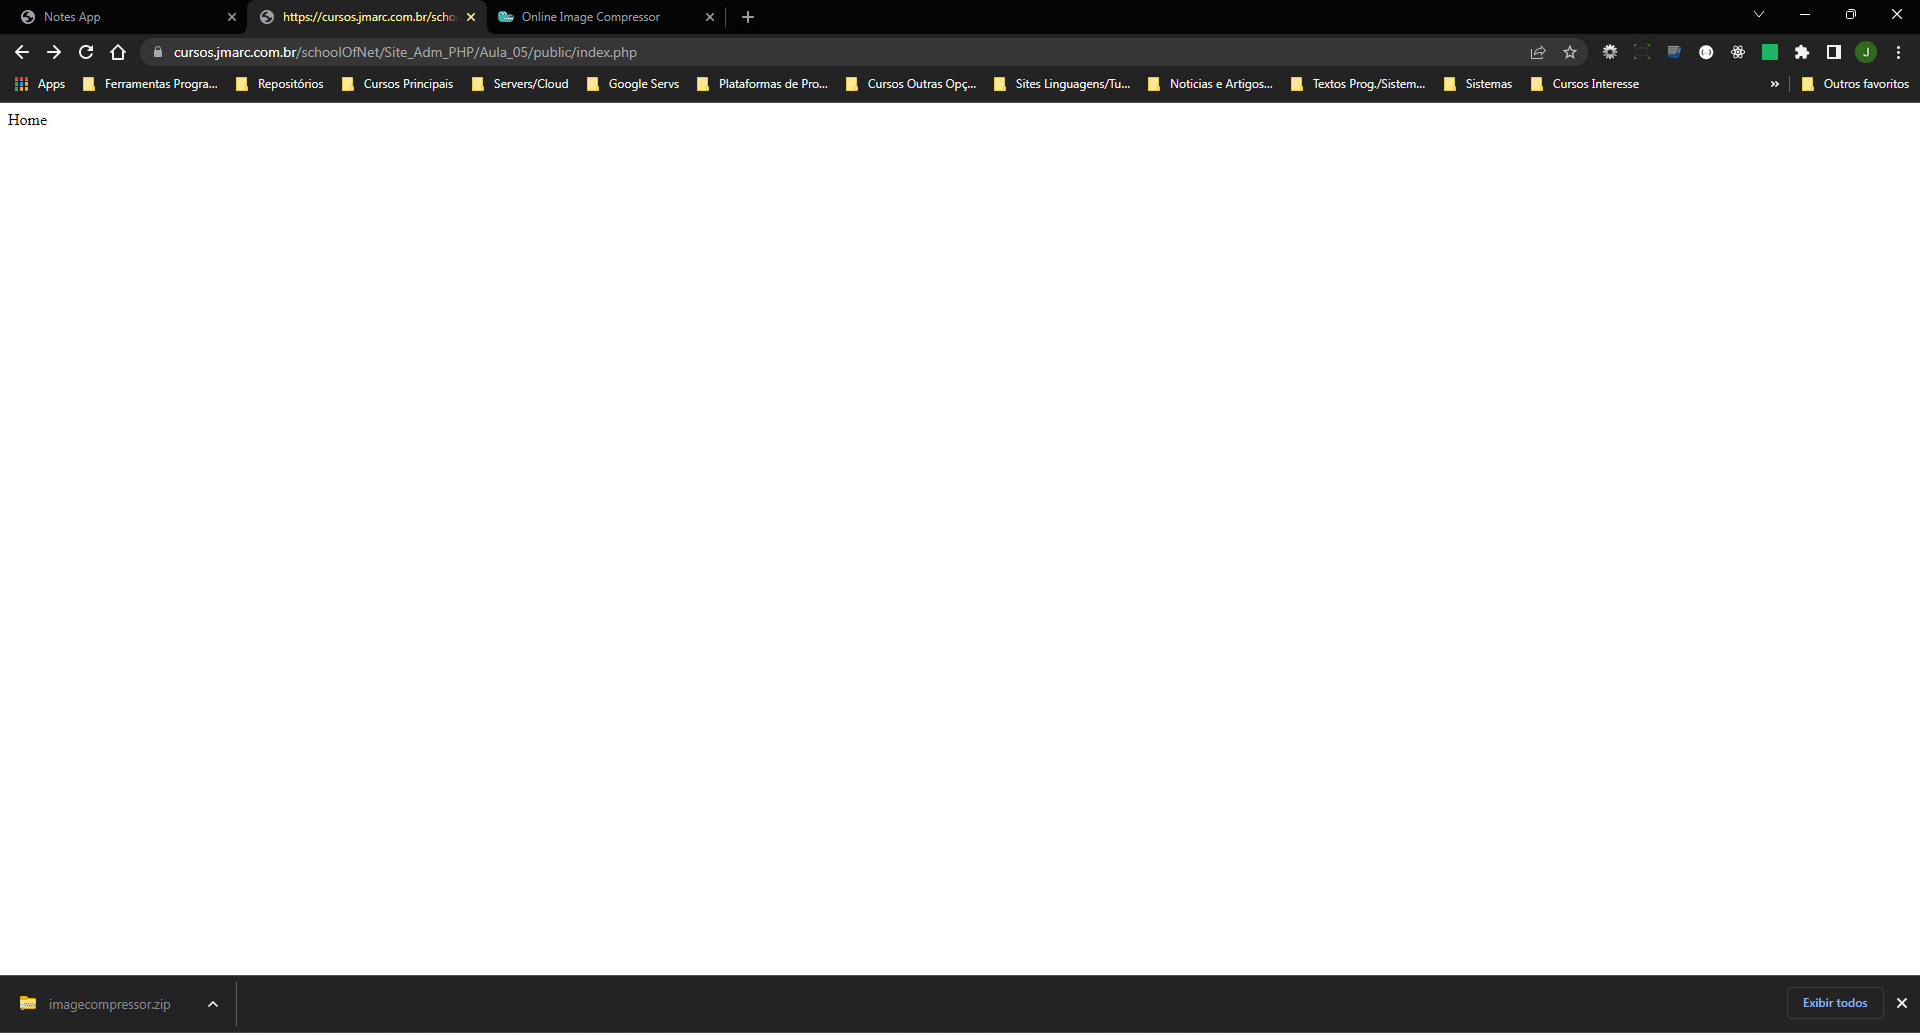 Notes App
https://cursos.jmarc.com.br/scho
Online Image Compressor
cursos.jmarc.com.br/schoolOfNet/Site_Adm_PHP/Aula_05/public/index.php
J
Apps
Ferramentas Progra...
Repositórios
Cursos Principais
Servers/Cloud
Google Servs
Plataformas de Pro...
Cursos Outras Opç...
Sites Linguagens/Tu...
Noticias e Artigos...
Textos Prog./Sistem...
Sistemas
Cursos Interesse
»
Outros favoritos
Home
imagecompressor.zip
Exibir todos